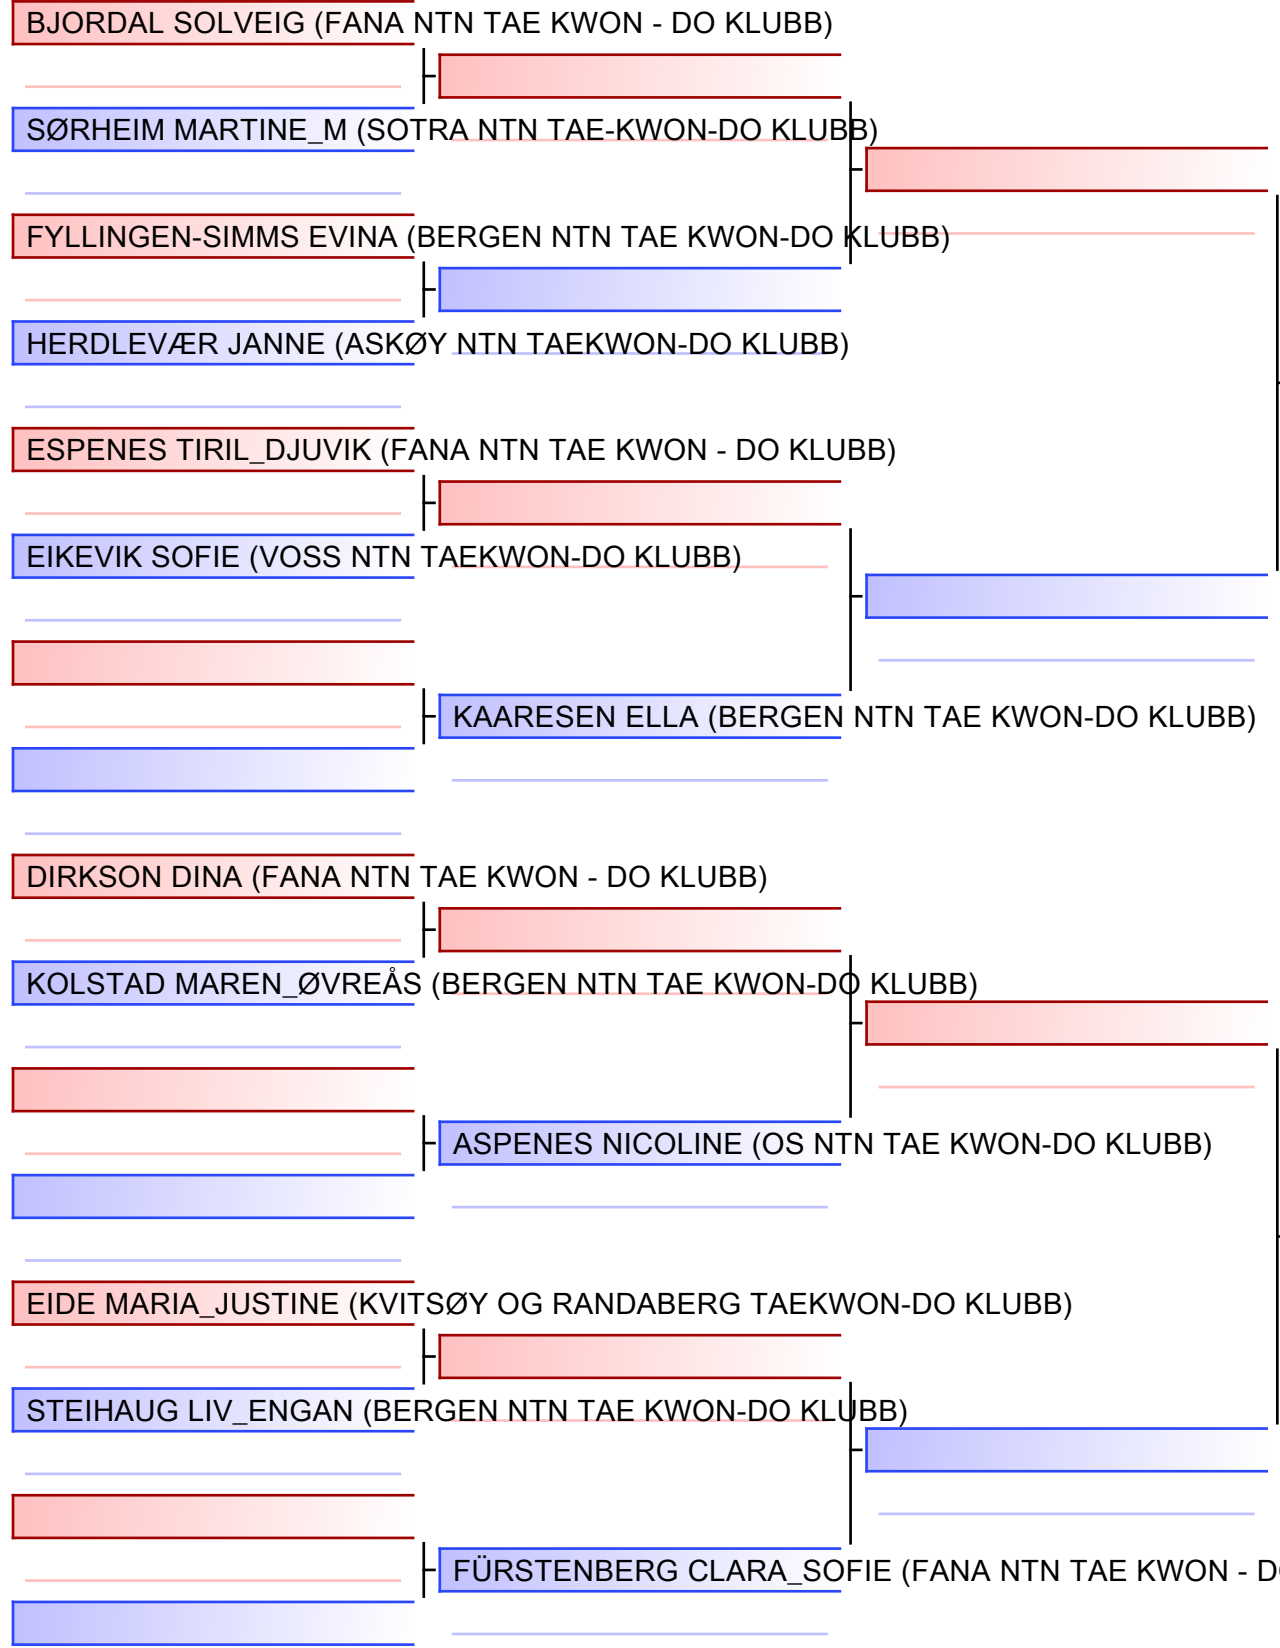 BJORDAL SOLVEIG (FANA NTN TAE KWON - DO KLUBB)
SØRHEIM MARTINE_M (SOTRA NTN TAE-KWON-DO KLUBB)
FYLLINGEN-SIMMS EVINA (BERGEN NTN TAE KWON-DO KLUBB)
HERDLEVÆR JANNE (ASKØY NTN TAEKWON-DO KLUBB)
ESPENES TIRIL_DJUVIK (FANA NTN TAE KWON - DO KLUBB)
EIKEVIK SOFIE (VOSS NTN TAEKWON-DO KLUBB)
KAARESEN ELLA (BERGEN NTN TAE KWON-DO KLUBB)
DIRKSON DINA (FANA NTN TAE KWON - DO KLUBB)
KOLSTAD MAREN_ØVREÅS (BERGEN NTN TAE KWON-DO KLUBB)
ASPENES NICOLINE (OS NTN TAE KWON-DO KLUBB)
EIDE MARIA_JUSTINE (KVITSØY OG RANDABERG TAEKWON-DO KLUBB)
STEIHAUG LIV_ENGAN (BERGEN NTN TAE KWON-DO KLUBB)
FÜRSTENBERG CLARA_SOFIE (FANA NTN TAE KWON -